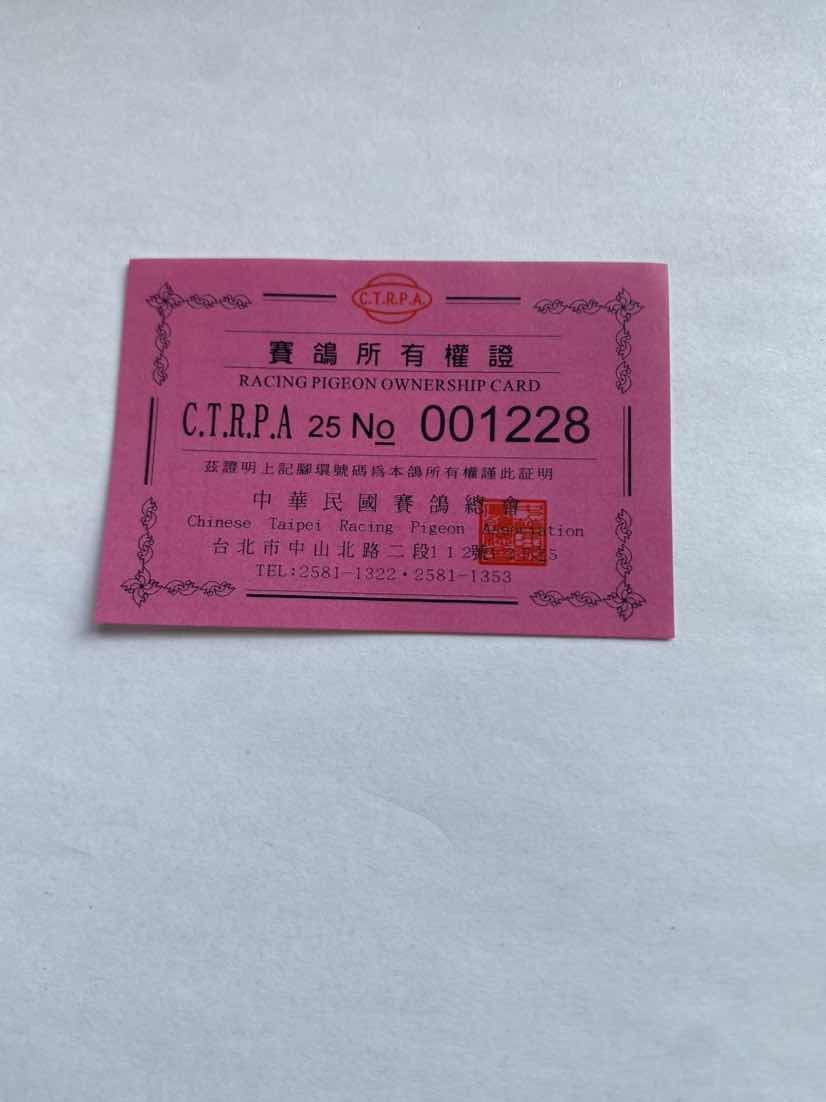 C.T.R.P.A.
賽鴿所有權證
RACING PIGEON OWNERSHIP CARD
C.T.R.P.A 25 No 001228
茲證明上記腳環號碼為本鴿所有權謹此証明
中華民國賽鴿總會
Chinese Taipei Racing Pigeon Association
台北市中山北路二段112號
TEL:2581-1322・2581-1353